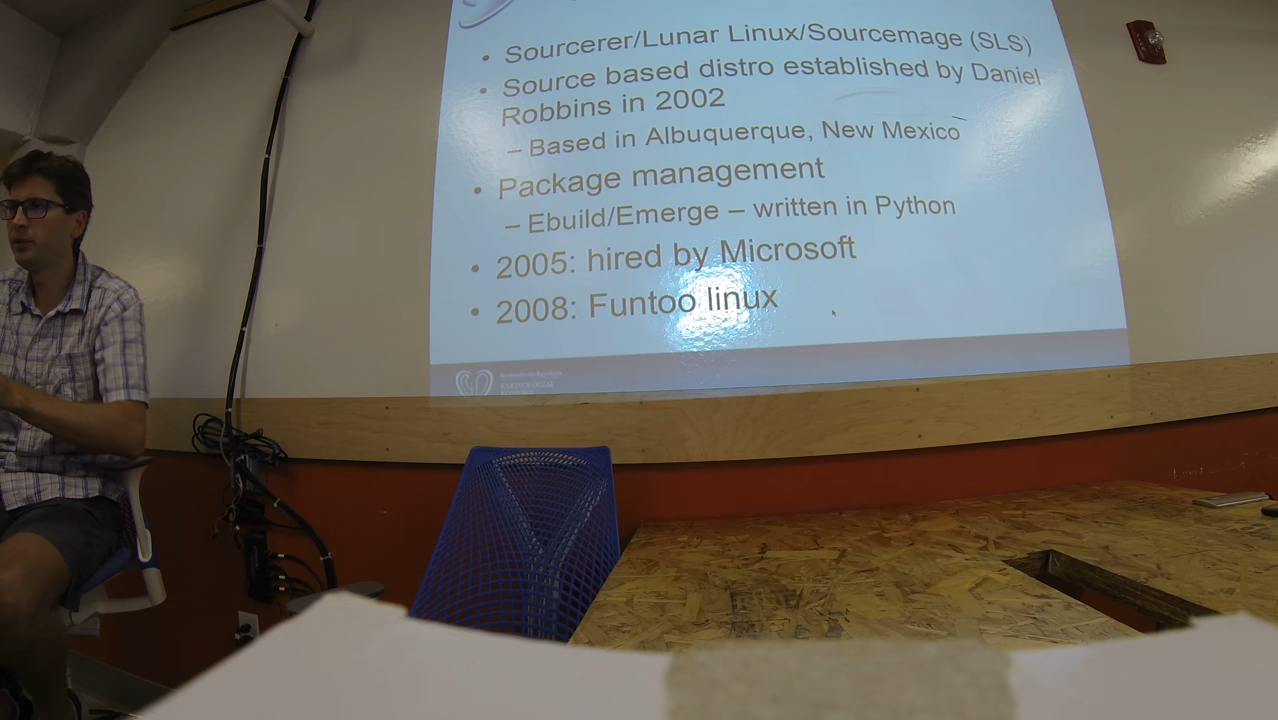 • Sourcerer/Lunar Linux/Sourcemage (SLS)
• Source based distro established by Daniel
Robbins in 2002
– Based in Albuquerque, New Mexico
• Package management
– Ebuild/Emerge – written in Python
• 2005: hired by Microsoft
• 2008: Funtoo linux